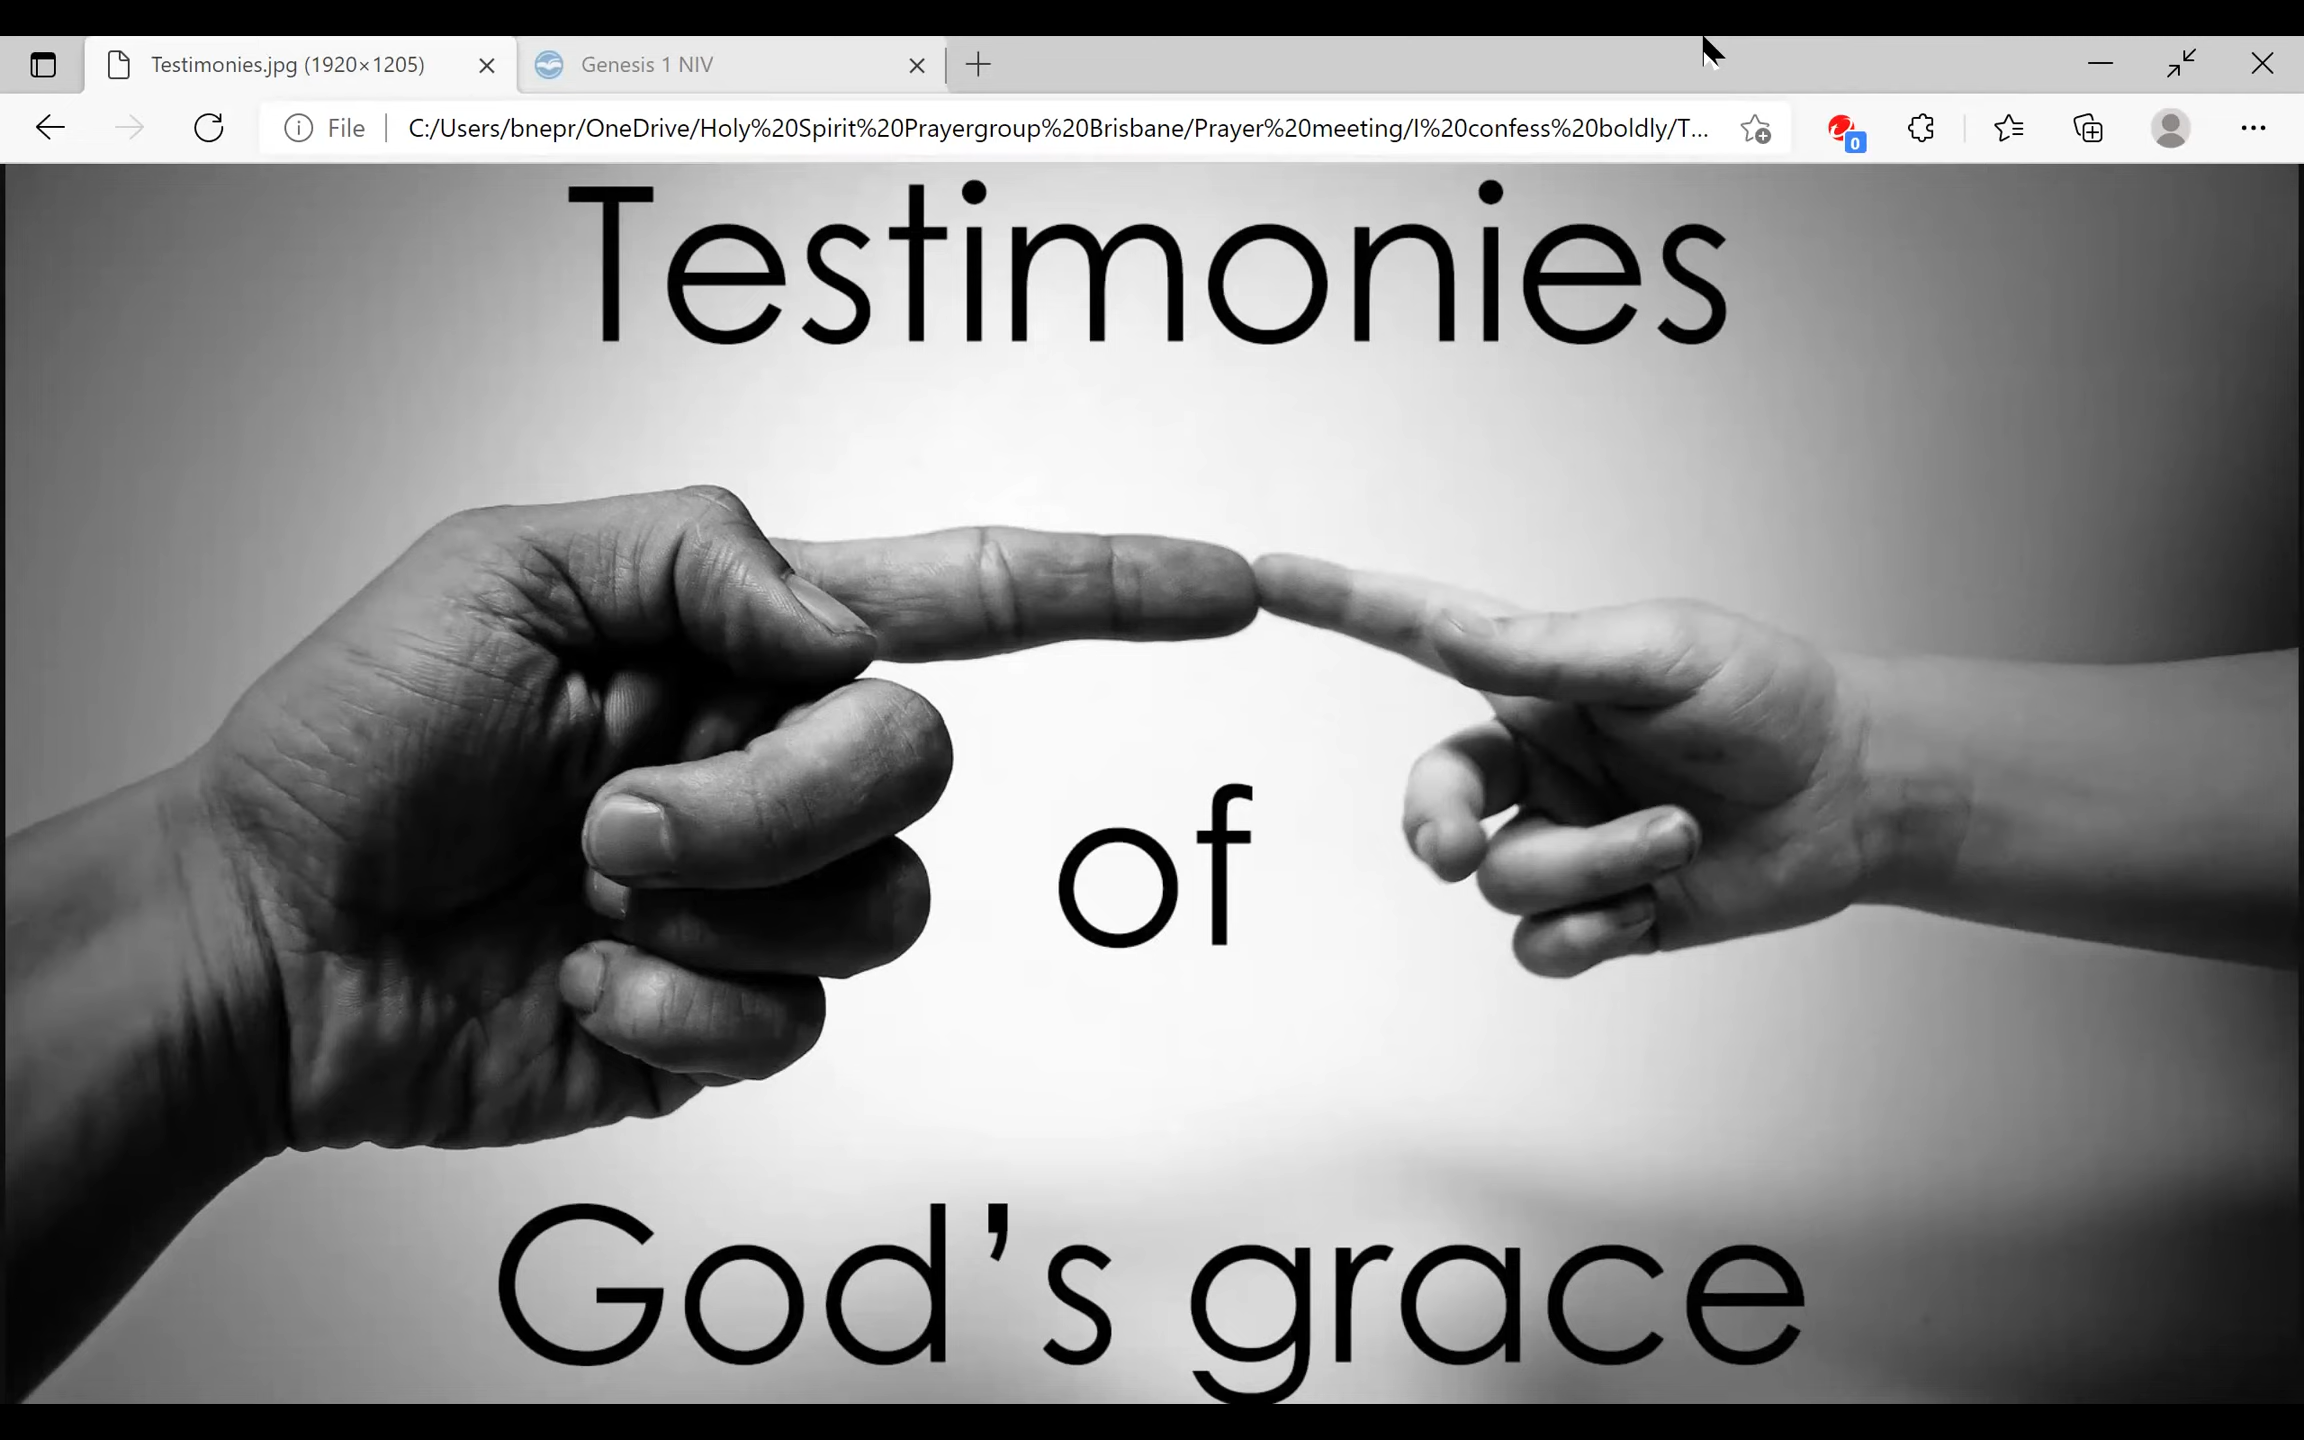 Testimonies.jpg (1920×1205)
Genesis 1 NIV
File
C:/Users/bnepr/OneDrive/Holy%20Spirit%20Prayergroup%20Brisbane/Prayer%20meeting/I%20confess%20boldly/T...
0
Testimonies
of
God's grace